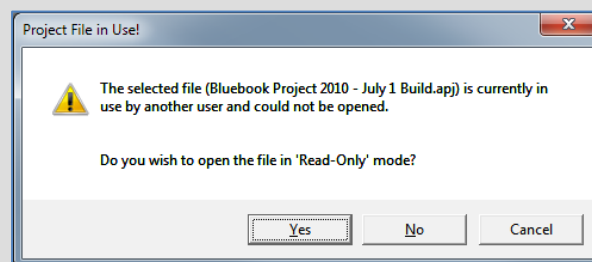 Project File in Use!
The selected file (Bluebook Project 2010 - July 1 Build.apj) is currently in
use by another user and could not be opened.
Do you wish to open the file in 'Read-Only' mode?
Yes
No
Cancel